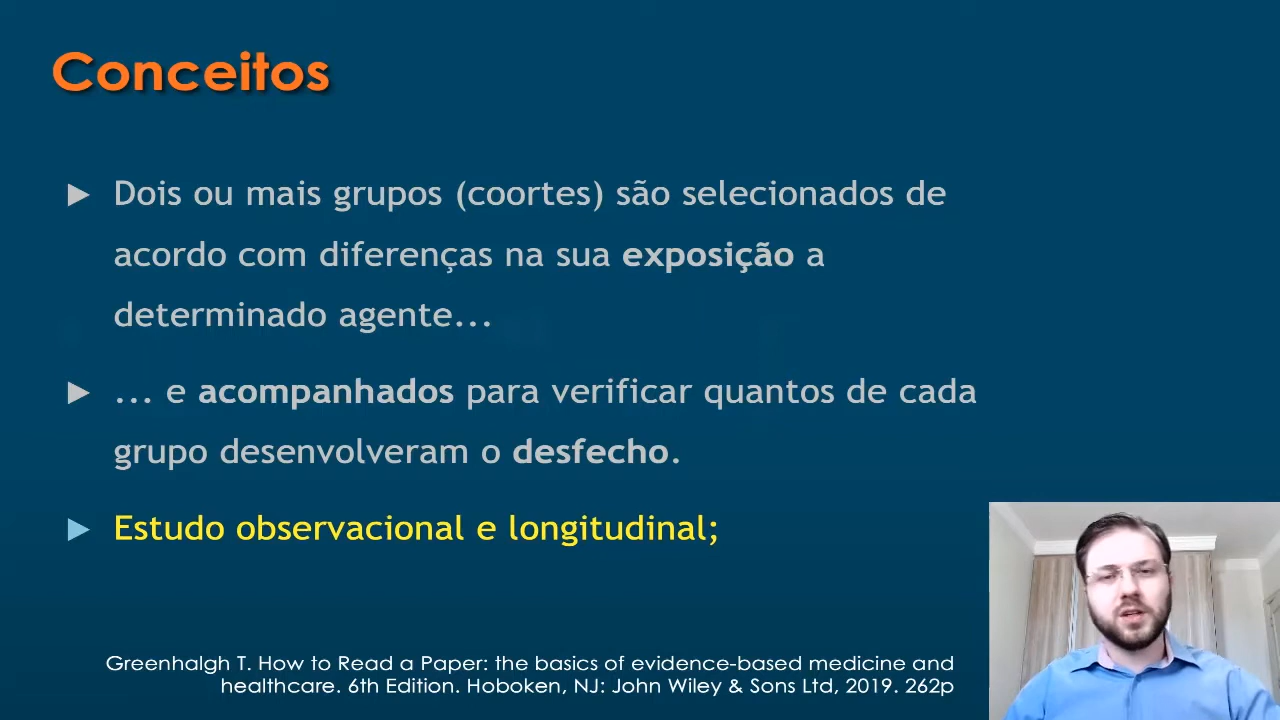 Conceitos
► Dois ou mais grupos (coortes) são selecionados de
acordo com diferenças na sua exposição a
determinado agente...
► ... e acompanhados para verificar quantos de cada
grupo desenvolveram o desfecho.
► Estudo observacional e longitudinal;
Greenhalgh T. How to Read a Paper: the basics of evidence-based medicine and
healthcare. 6th Edition. Hoboken, NJ: John Wiley & Sons Ltd, 2019. 262p